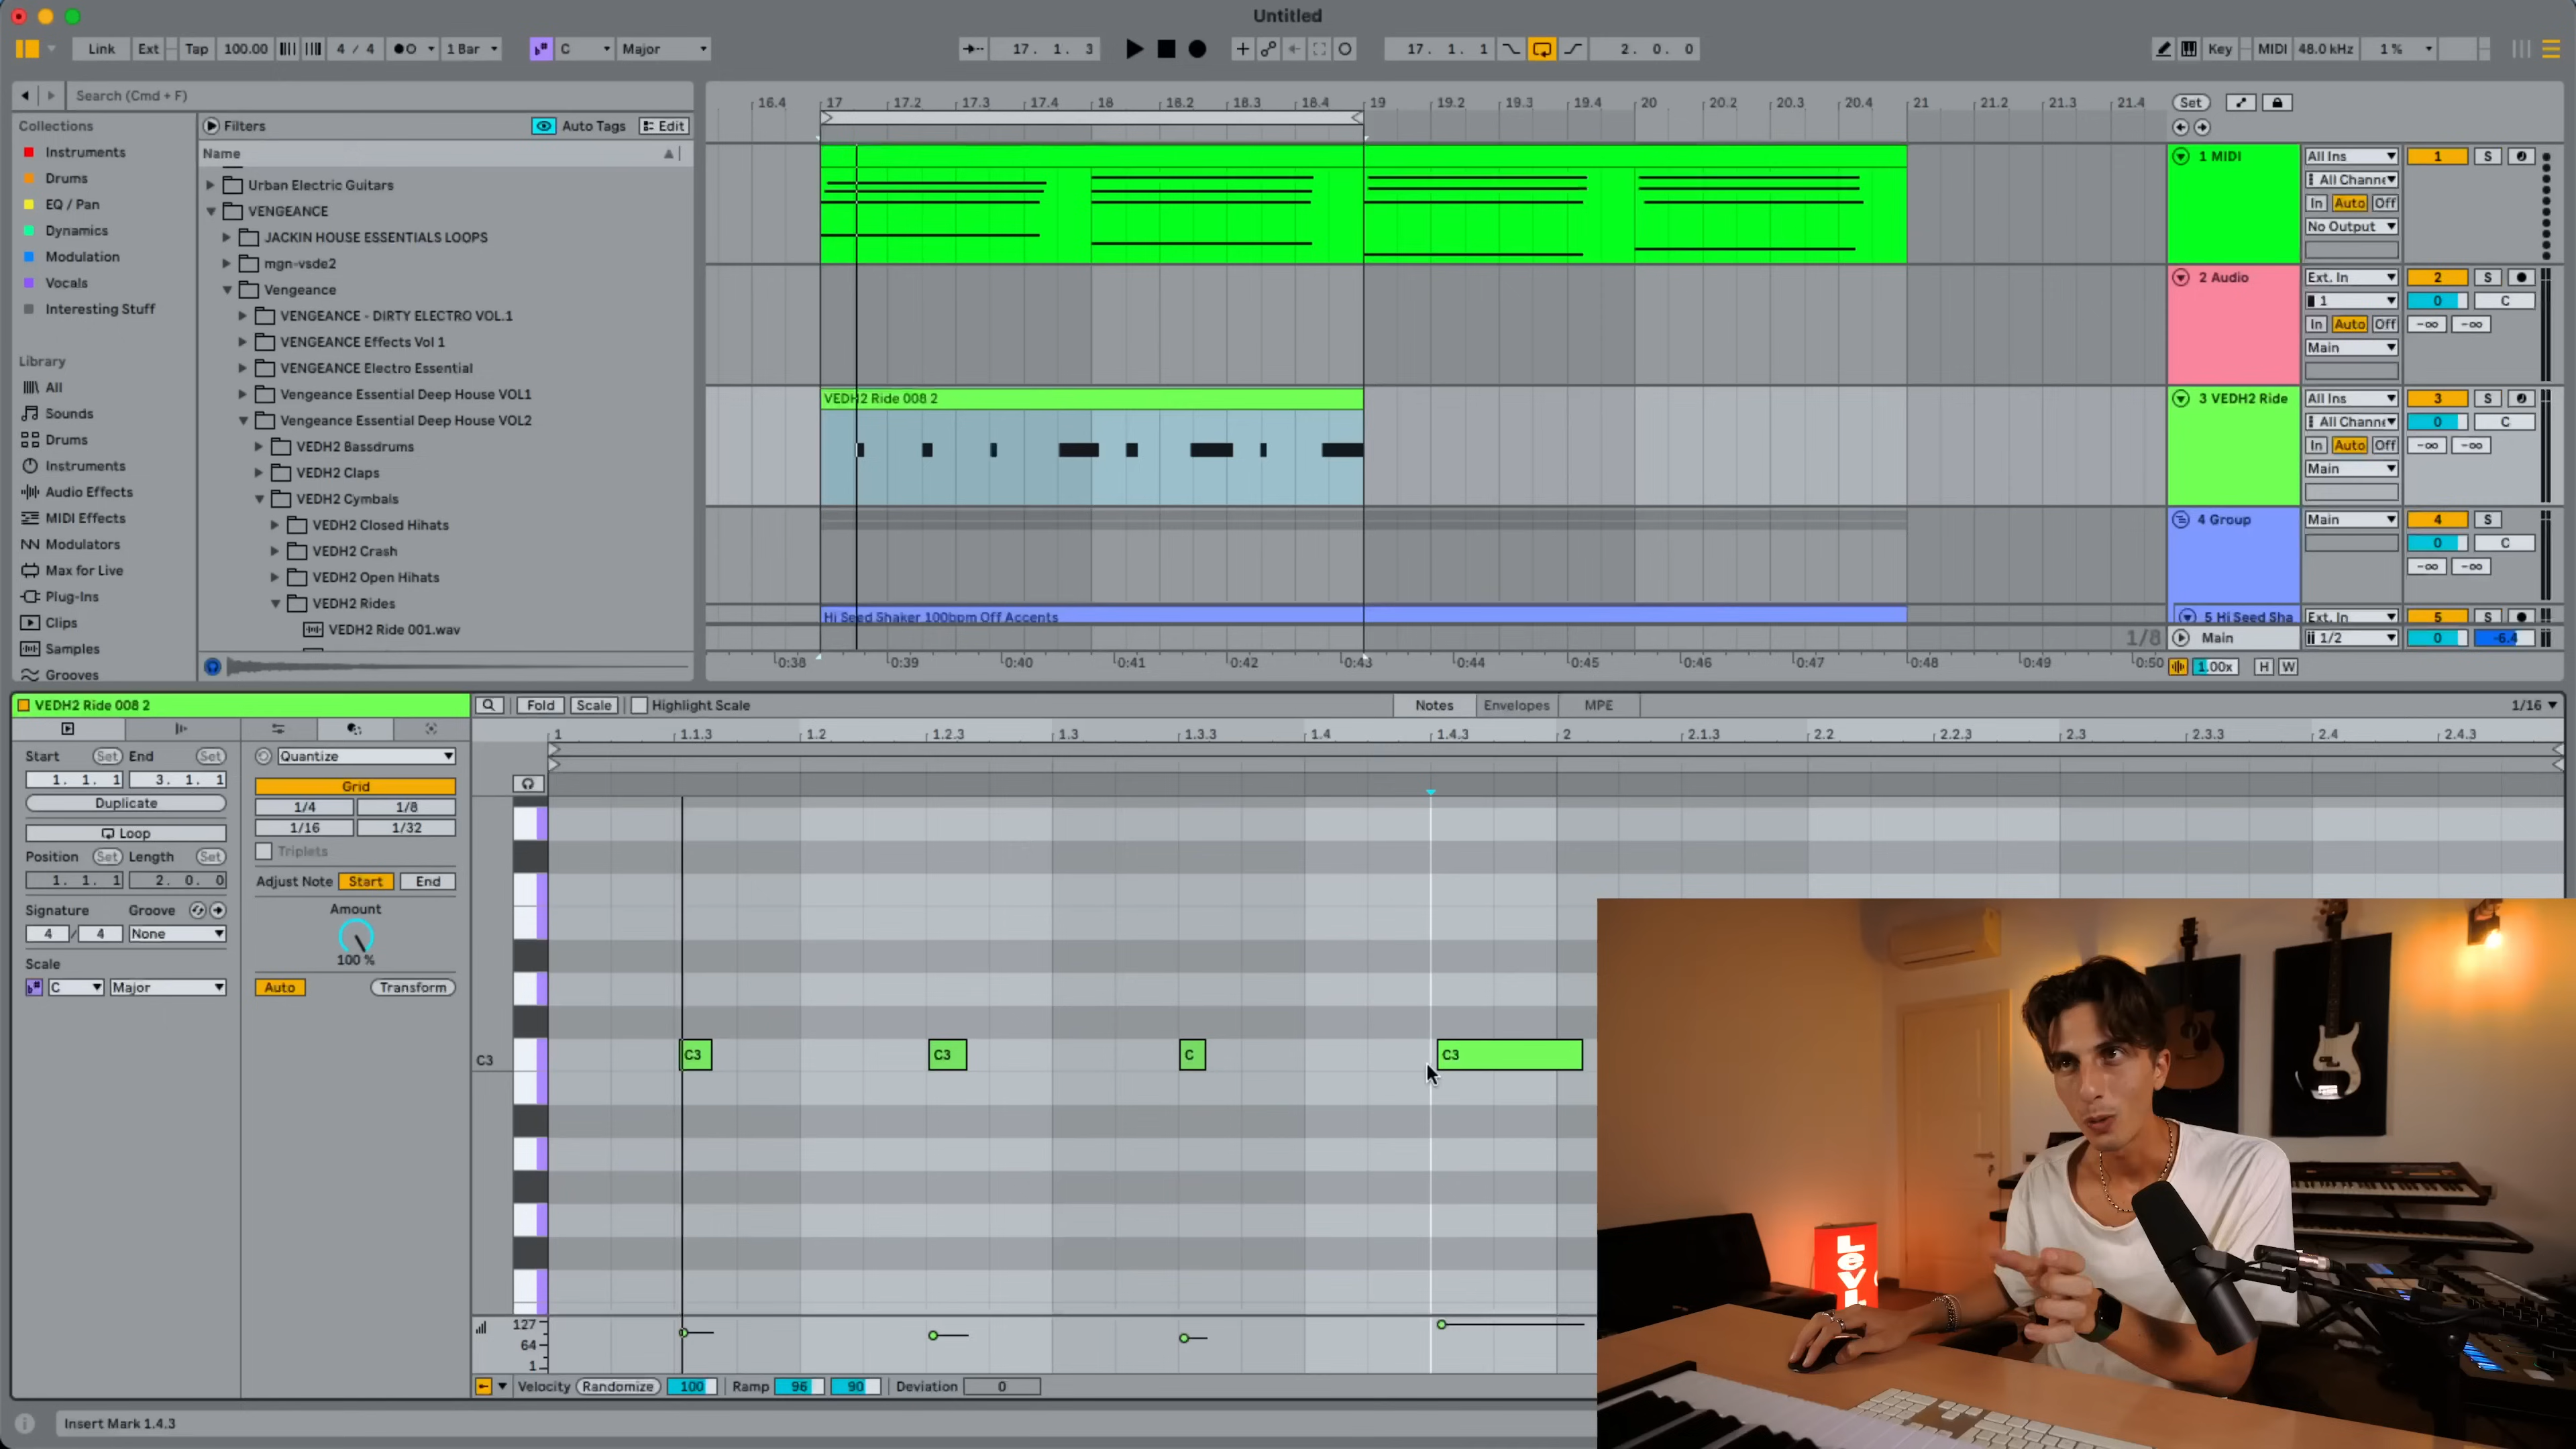 Untitled
Link Ext Tap 100.00 4 / 4 1 Bar C Major
17. 1. 3
17. 1. 1
2. 0. 0
Key MIDI 48.0 kHz 1 %
Search (Cmd + F)
Collections
Instruments
Drums
EQ / Pan
Dynamics
Modulation
Vocals
Interesting Stuff
Library
All
Sounds
Drums
Instruments
Audio Effects
MIDI Effects
Modulators
Max for Live
Plug-Ins
Clips
Samples
Grooves
Filters Auto Tags Edit
Name
Urban Electric Guitars
VENGEANCE
JACKIN HOUSE ESSENTIALS LOOPS
mgn-vsde2
Vengeance
VENGEANCE - DIRTY ELECTRO VOL.1
VENGEANCE Effects Vol 1
VENGEANCE Electro Essential
Vengeance Essential Deep House VOL1
Vengeance Essential Deep House VOL2
VEDH2 Bassdrums
VEDH2 Claps
VEDH2 Cymbals
VEDH2 Closed Hihats
VEDH2 Crash
VEDH2 Open Hihats
VEDH2 Rides
VEDH2 Ride 001.wav
16.4 17 17.2 17.3 17.4 18 18.2 18.3 18.4 19 19.2 19.3 19.4 20 20.2 20.3 20.4 21 21.2 21.3 21.4
Set
VEDH2 Ride 008 2
Hi Seed Shaker 100bpm Off Accents
1/8
0:38 0:39 0:40 0:41 0:42 0:43 0:44 0:45 0:46 0:47 0:48 0:49 0:50
1 MIDI All Ins 1 S
All Channe
In Auto Off
No Output
2 Audio Ext. In 2 S
1 0 C
In Auto Off -∞ -∞
Main
3 VEDH2 Ride All Ins 3 S
All Channe 0 C
In Auto Off -∞ -∞
Main
4 Group Main 4 S
0 C
-∞ -∞
5 Hi Seed Sha Ext. In 5 S
Main 1/2 0 -6.4
1.00x H W
VEDH2 Ride 008 2
Start Set End Set
1. 1. 1 3. 1. 1
Duplicate
Loop
Position Set Length Set
1. 1. 1 2. 0. 0
Signature Groove
4 / 4 None
Scale
C Major
Quantize
Grid
1/4 1/8
1/16 1/32
Triplets
Adjust Note Start End
Amount
100 %
Auto Transform
Fold Scale Highlight Scale Notes Envelopes MPE 1/16
1 1.1.3 1.2 1.2.3 1.3 1.3.3 1.4 1.4.3 2 2.1.3 2.2 2.2.3 2.3 2.3.3 2.4 2.4.3
C3 C3 C3 C C3
127
64
1
Velocity Randomize 100 Ramp 96 90 Deviation 0
Insert Mark 1.4.3